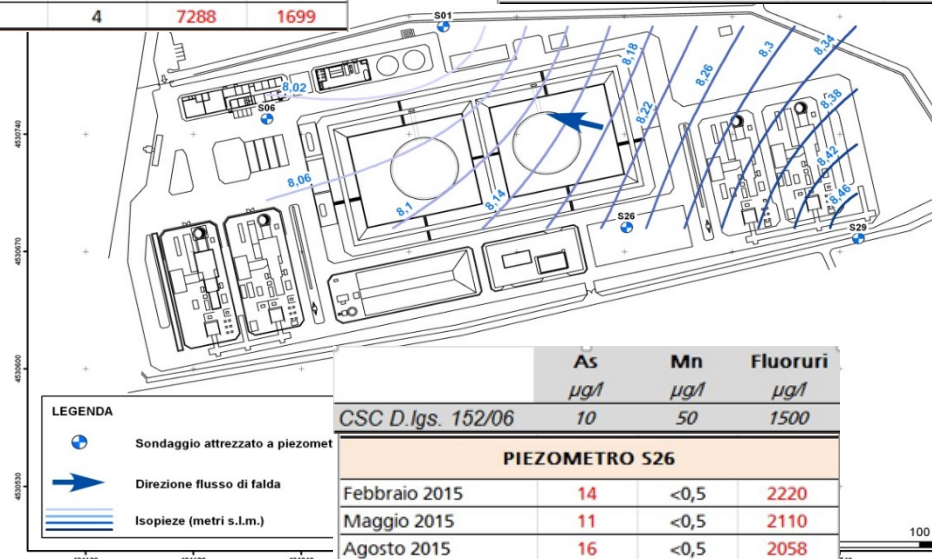 4 7288 1699
S01
8,02
S06
8,06
8,1
8,14
8,18
8,22
8,26
8,3
8,34
8,38
8,42
8,46
S26
S29
4530740
4530670
4530600
4530530
LEGENDA
Sondaggio attrezzato a piezomet
Direzione flusso di falda
Isopieze (metri s.l.m.)
As Mn Fluoruri
µg/l µg/l µg/l
CSC D.lgs. 152/06 10 50 1500
PIEZOMETRO S26
Febbraio 2015 14 <0,5 2220
Maggio 2015 11 <0,5 2110
Agosto 2015 16 <0,5 2058
100